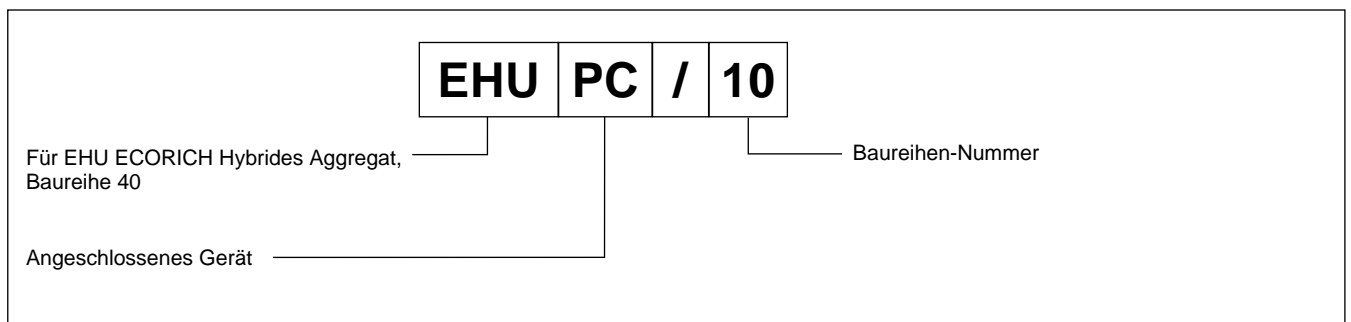 EHU PC / 10
Für EHU ECORICH Hybrides Aggregat,
Baureihe 40
Baureihen-Nummer
Angeschlossenes Gerät